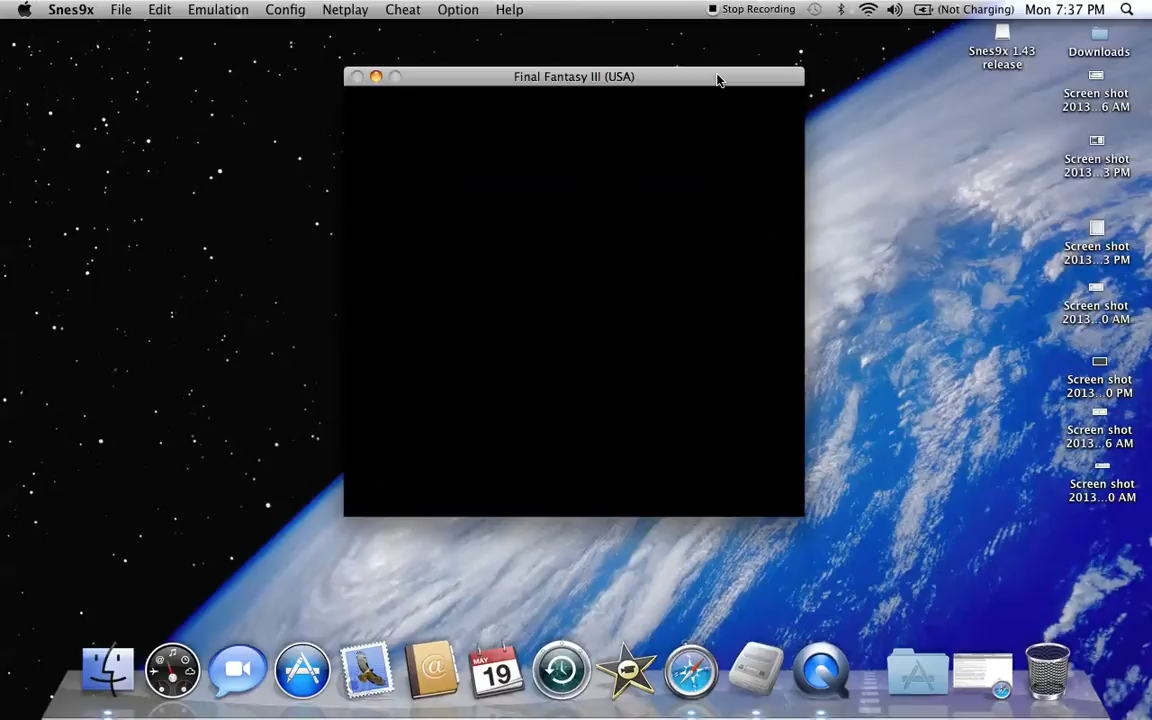 Snes9x File Edit Emulation Config Netplay Cheat Option Help Stop Recording (Not Charging) Mon 7:37 PM
Final Fantasy III (USA)
Snes9x 1.43
release
Downloads
Screen shot
2013...6 AM
Screen shot
2013...3 PM
Screen shot
2013...3 PM
Screen shot
2013...0 AM
Screen shot
2013...0 PM
Screen shot
2013...6 AM
Screen shot
2013...0 AM
MAY
19